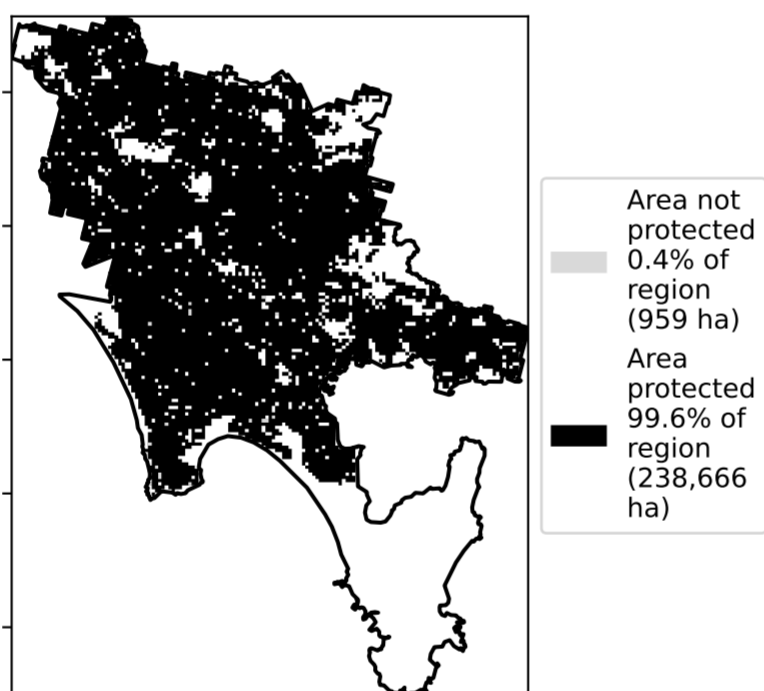 Area not
protected
0.4% of
region
(959 ha)
Area
protected
99.6% of
region
(238,666
ha)